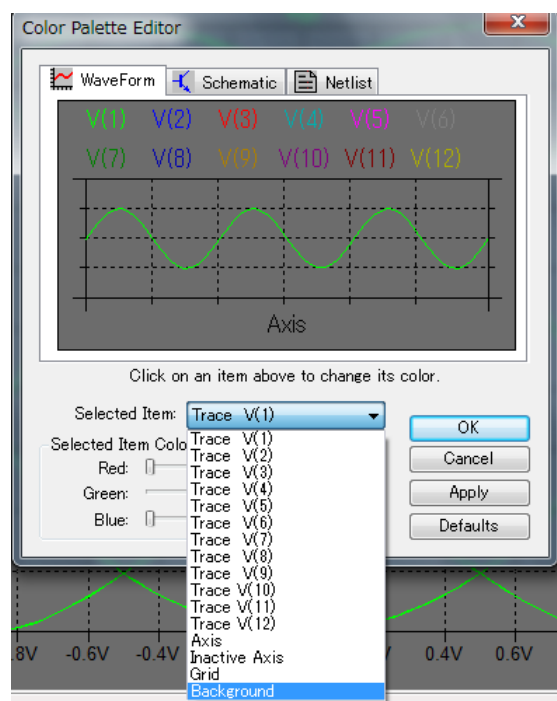 Color Palette Editor
WaveForm Schematic Netlist
V(1) V(2) V(3) V(4) V(5) V(6)
V(7) V(8) V(9) V(10) V(11) V(12)
Axis
Click on an item above to change its color.
Selected Item: Trace V(1)
Selected Item Colo
Red:
Green:
Blue:
Trace V(1)
Trace V(2)
Trace V(3)
Trace V(4)
Trace V(5)
Trace V(6)
Trace V(7)
Trace V(8)
Trace V(9)
Trace V(10)
Trace V(11)
Trace V(12)
Axis
Inactive Axis
Grid
Background
OK
Cancel
Apply
Defaults
.8V -0.6V -0.4V 0.4V 0.6V